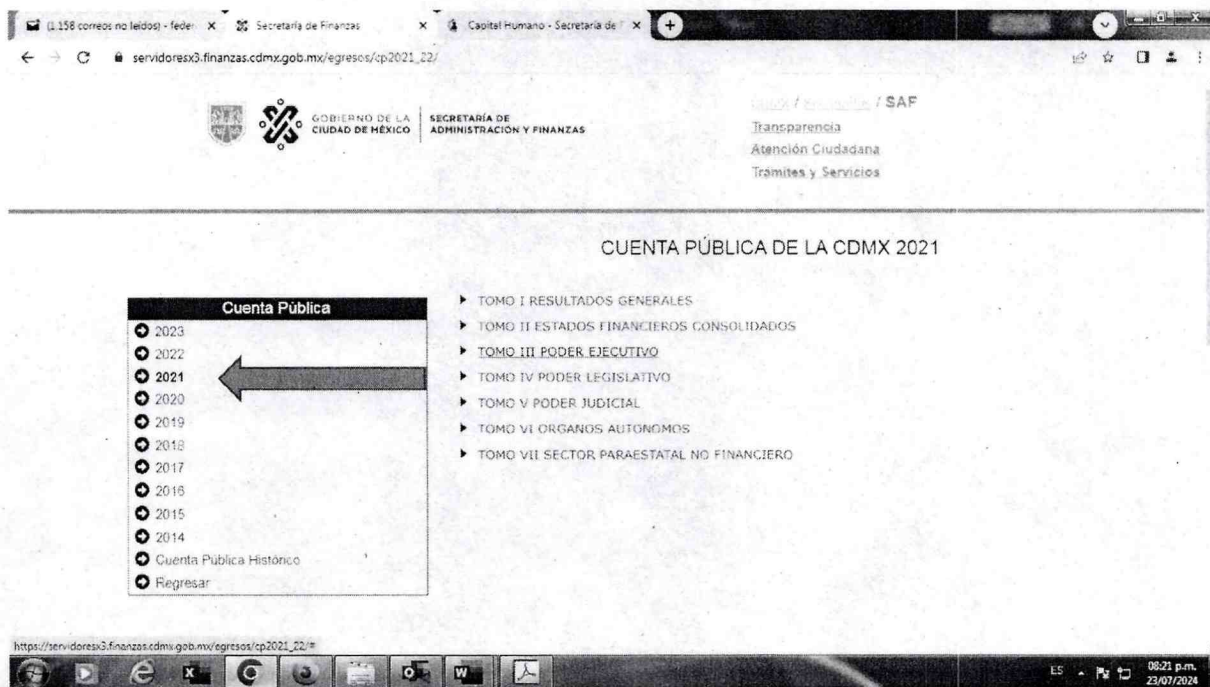 (1.158 correos no leídos) - feder
Secretaría de Finanzas
Capital Humano - Secretaría de F
servidoresx3.finanzas.cdmx.gob.mx/egresos/cp2021_22/
GOBIERNO DE LA
CIUDAD DE MÉXICO
SECRETARÍA DE
ADMINISTRACIÓN Y FINANZAS
/ SAF
Transparencia
Atención Ciudadana
Trámites y Servicios
CUENTA PÚBLICA DE LA CDMX 2021
Cuenta Pública
2023
2022
2021
2020
2019
2018
2017
2016
2015
2014
Cuenta Pública Histórico
Regresar
TOMO I RESULTADOS GENERALES
TOMO II ESTADOS FINANCIEROS CONSOLIDADOS
TOMO III PODER EJECUTIVO
TOMO IV PODER LEGISLATIVO
TOMO V PODER JUDICIAL
TOMO VI ORGANOS AUTONOMOS
TOMO VII SECTOR PARAESTATAL NO FINANCIERO
https://servidoresx3.finanzas.cdmx.gob.mx/egresos/cp2021_22/#
ES
08:21 p.m.
23/07/2024